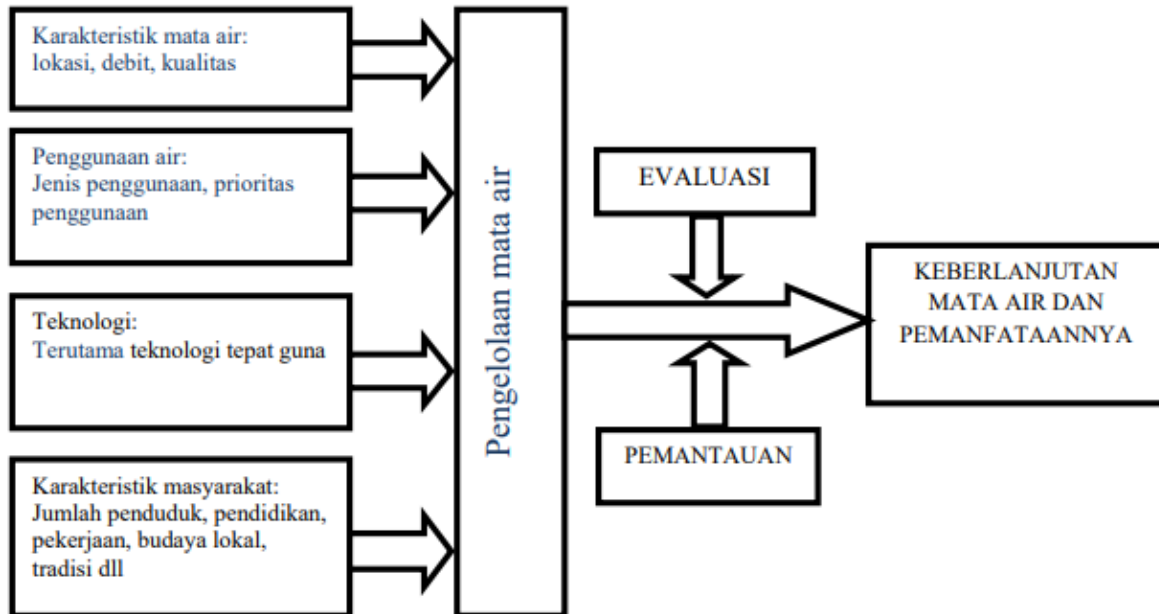 Karakteristik mata air:
lokasi, debit, kualitas
Penggunaan air:
Jenis penggunaan, prioritas
penggunaan
Teknologi:
Terutama teknologi tepat guna
Karakteristik masyarakat:
Jumlah penduduk, pendidikan,
pekerjaan, budaya lokal,
tradisi dll
Pengelolaan mata air
EVALUASI
PEMANTAUAN
KEBERLANJUTAN
MATA AIR DAN
PEMANFATAANNYA